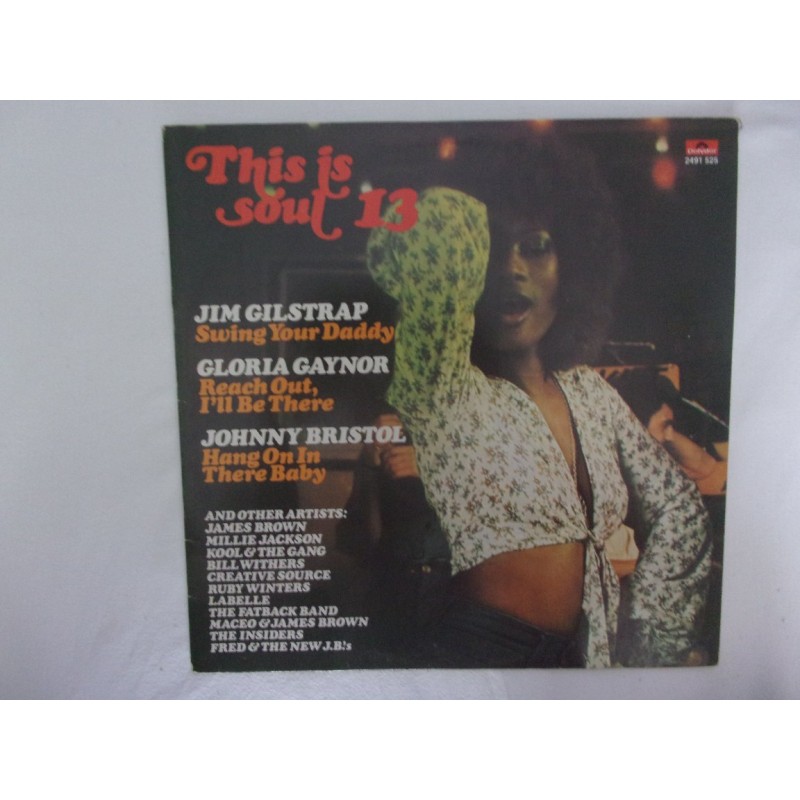 This is
soul 13
Polydor
2491 525
JIM GILSTRAP
Swing Your Daddy
GLORIA GAYNOR
Reach Out,
I'll Be There
JOHNNY BRISTOL
Hang On In
There Baby
AND OTHER ARTISTS:
JAMES BROWN
MILLIE JACKSON
KOOL & THE GANG
BILL WITHERS
CREATIVE SOURCE
RUBY WINTERS
LABELLE
THE FATBACK BAND
MACEO & JAMES BROWN
THE INSIDERS
FRED & THE NEW J.B.'s